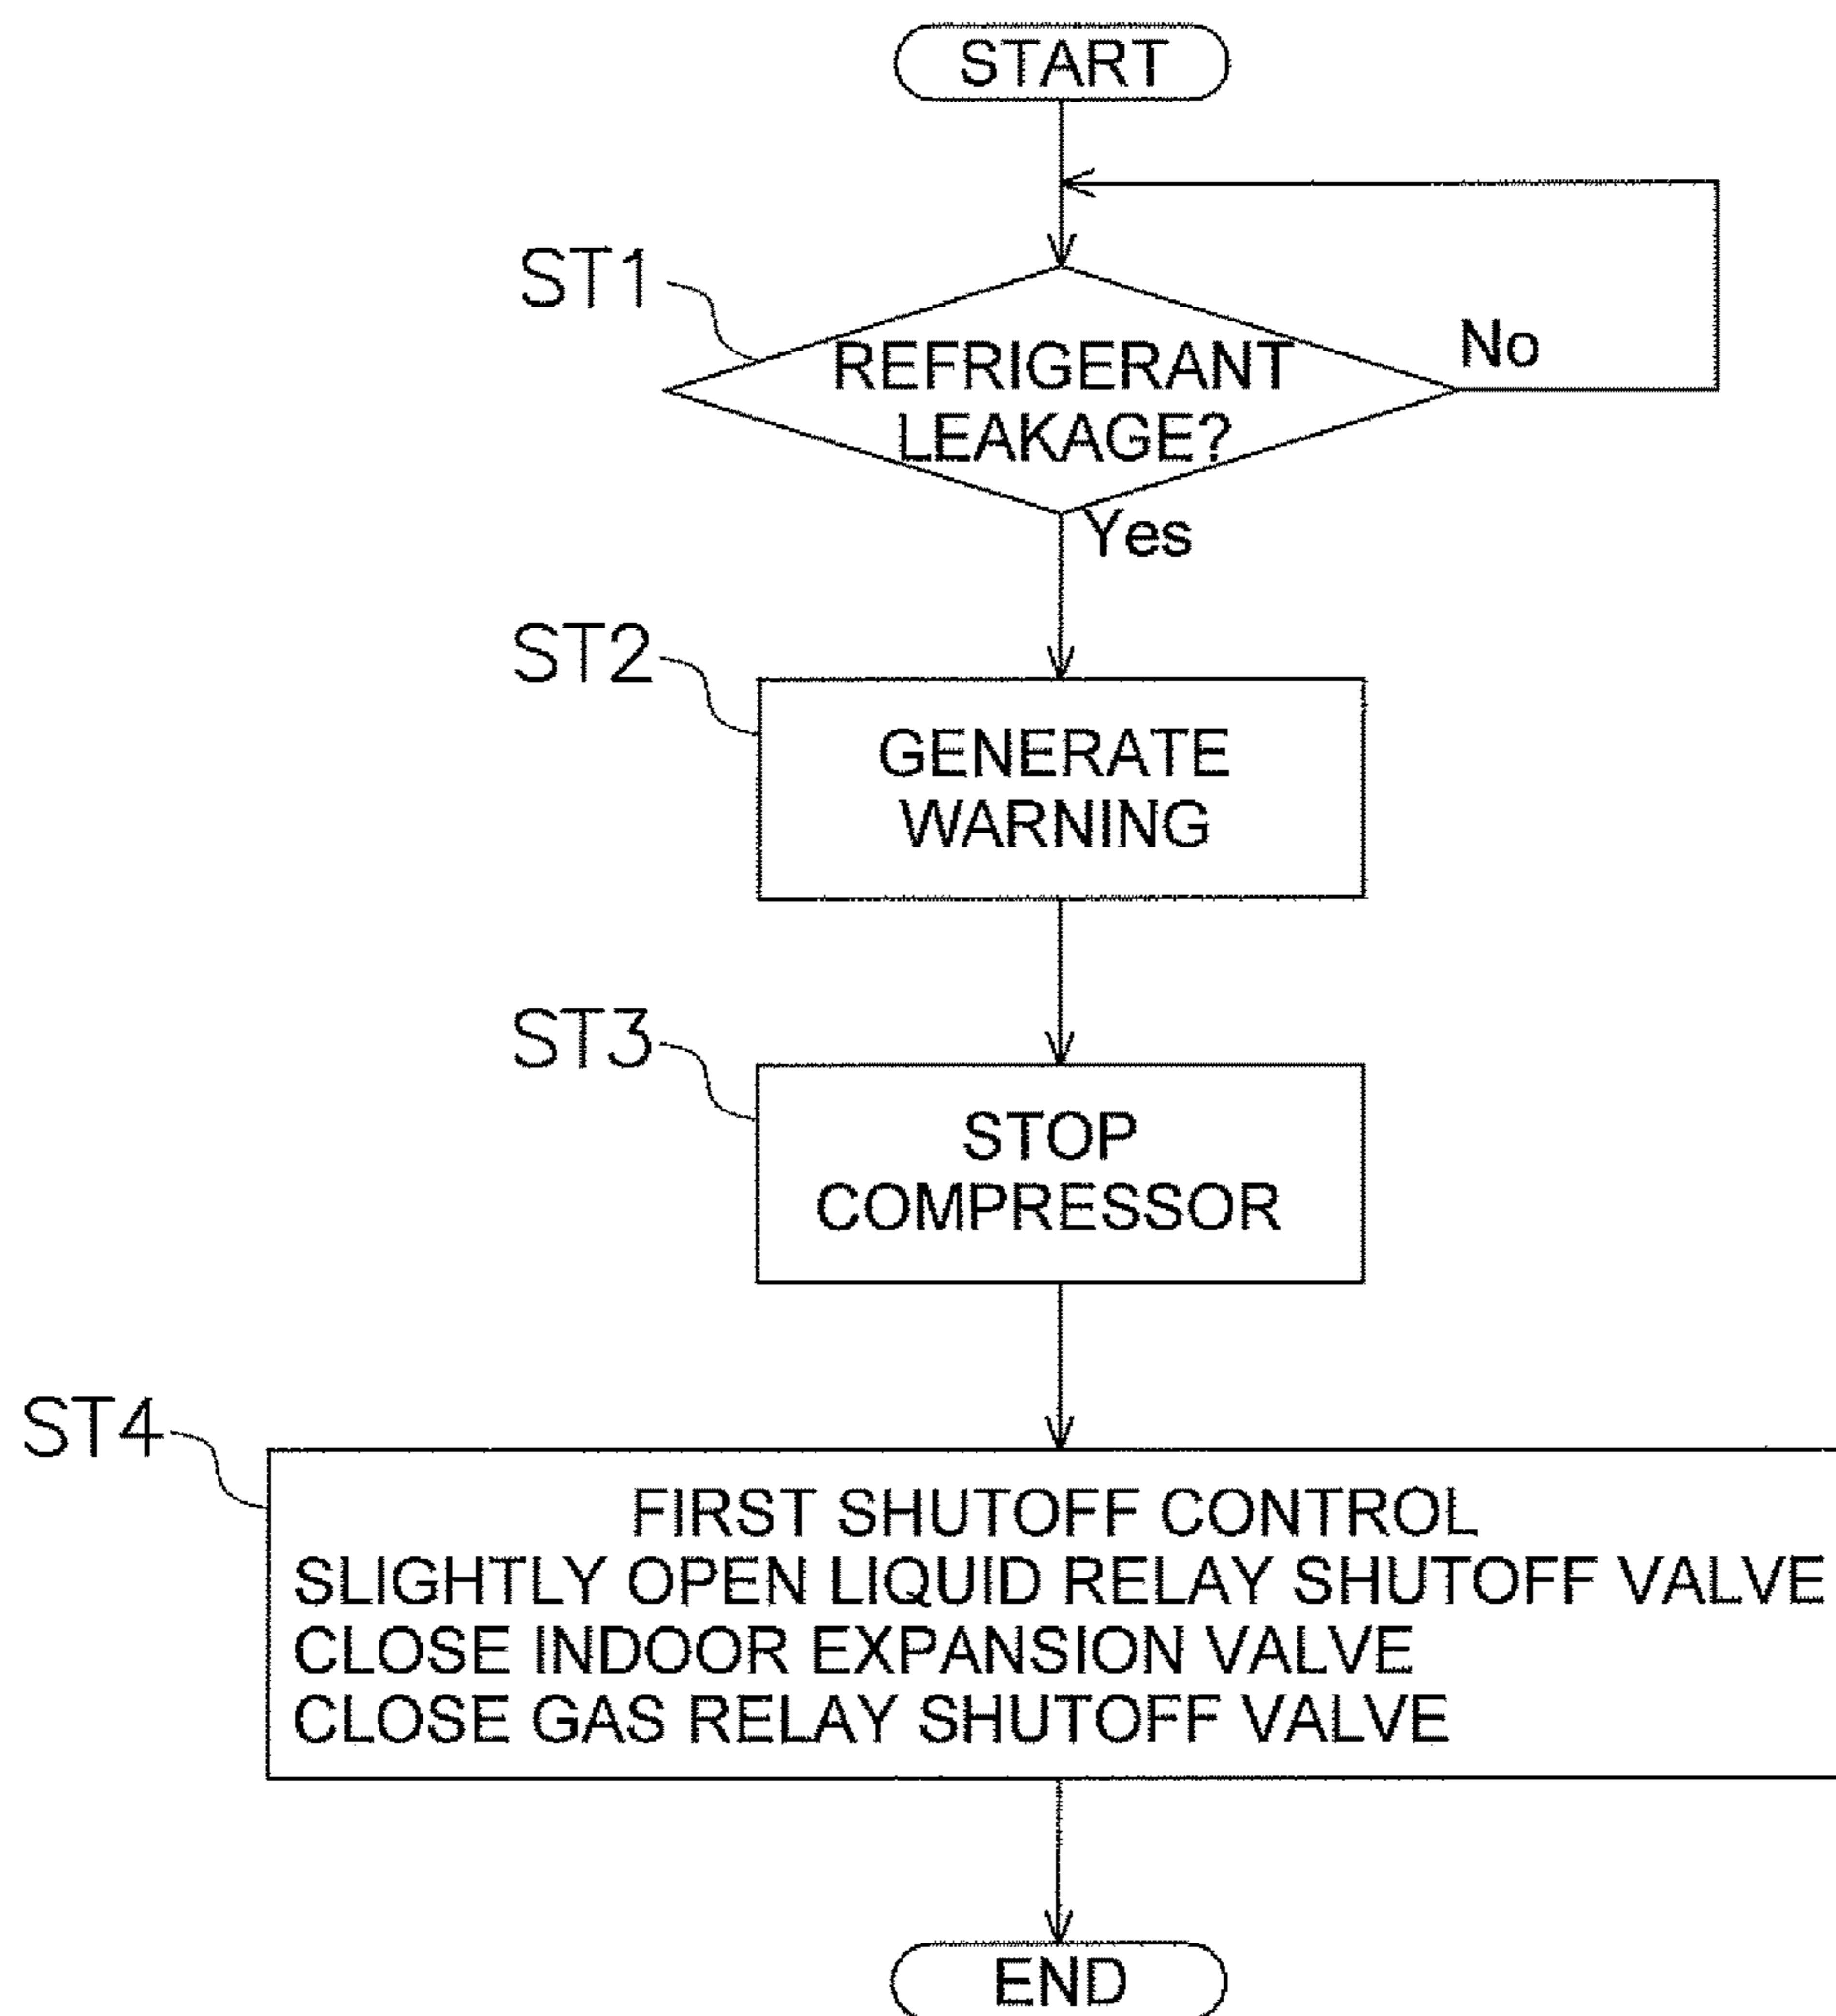 START
ST1
REFRIGERANT
LEAKAGE?
No
Yes
ST2
GENERATE
WARNING
ST3
STOP
COMPRESSOR
ST4
FIRST SHUTOFF CONTROL
SLIGHTLY OPEN LIQUID RELAY SHUTOFF VALVE
CLOSE INDOOR EXPANSION VALVE
CLOSE GAS RELAY SHUTOFF VALVE
END